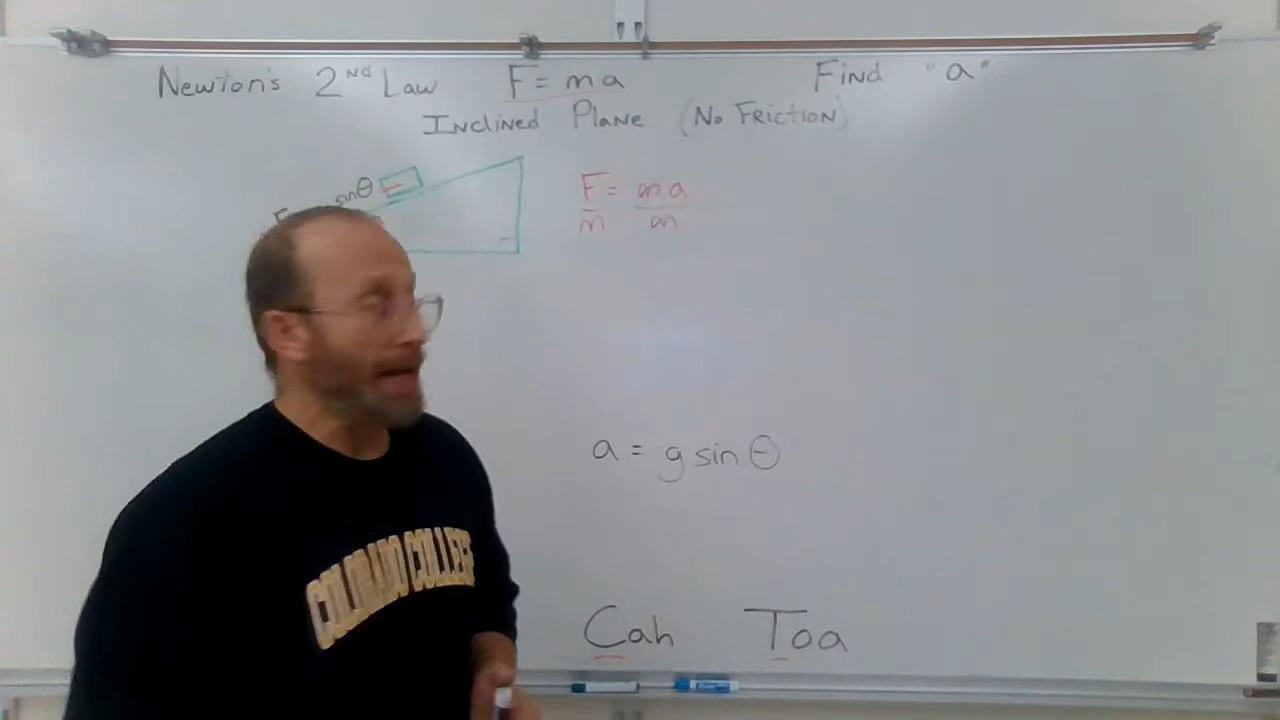 Newton's 2nd Law F = ma Find "a"
Inclined Plane (No Friction)
sinθ
F = ma
m m
a = g sin θ
COLORADO COLLEGE
Cah Toa